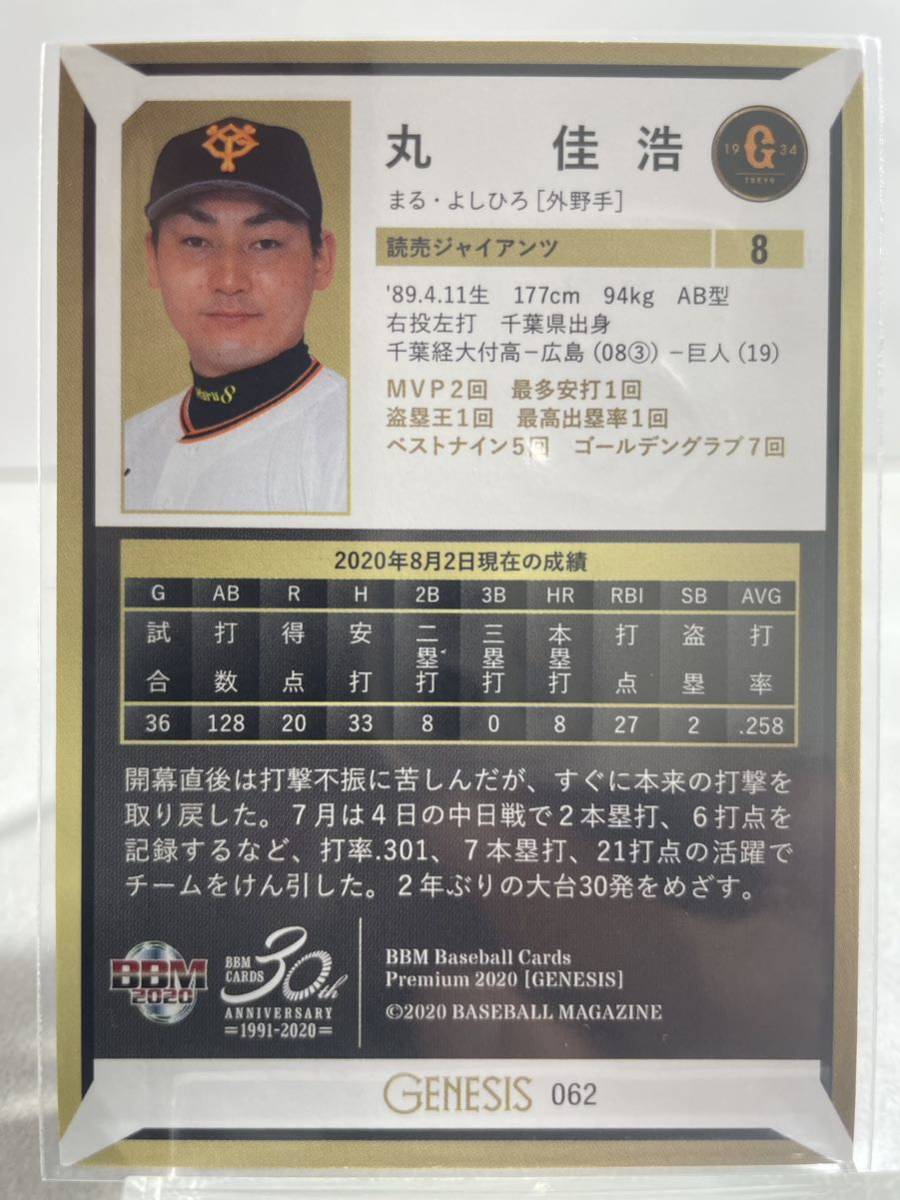 丸 佳浩
19 G 34
TOKYO
まる・よしひろ[外野手]
読売ジャイアンツ 8
'89.4.11生 177cm 94kg AB型
右投左打 千葉県出身
千葉経大付高－広島(08③)－巨人(19)
MVP2回 最多安打1回
盗塁王1回 最高出塁率1回
ベストナイン5回 ゴールデングラブ7回
Maru 8
2020年8月2日現在の成績
G AB R H 2B 3B HR RBI SB AVG
試合 打数 得点 安打 二塁打 三塁打 本塁打 打点 盗塁 打率
36 128 20 33 8 0 8 27 2 .258
開幕直後は打撃不振に苦しんだが、すぐに本来の打撃を
取り戻した。7月は4日の中日戦で2本塁打、6打点を
記録するなど、打率.301、7本塁打、21打点の活躍で
チームをけん引した。2年ぶりの大台30発をめざす。
BBM
2020
BBM
CARDS 30th
ANNIVERSARY
=1991-2020=
BBM Baseball Cards
Premium 2020 [GENESIS]
©2020 BASEBALL MAGAZINE
GENESIS 062